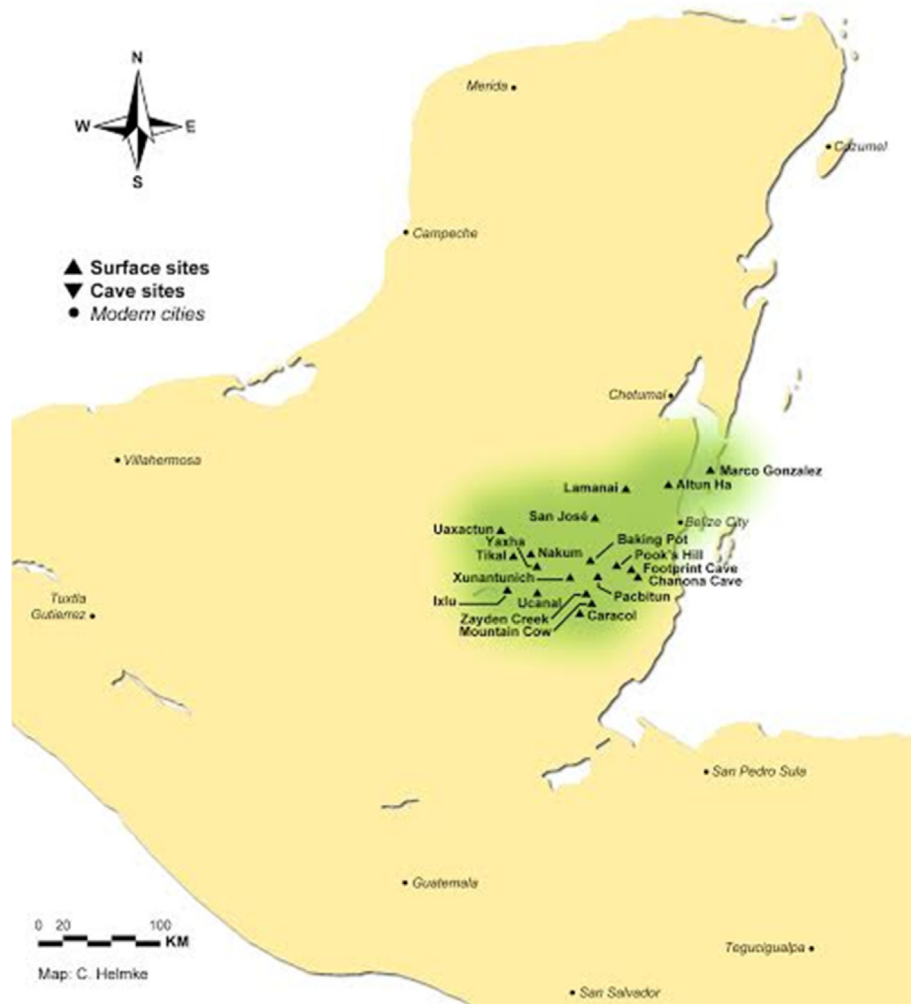 N
W
E
S
Merida
Cozumel
Campeche
Surface sites
Cave sites
Modern cities
Chetumal
Villahermosa
Marco Gonzalez
Lamanai
Altun Ha
San José
Belize City
Uaxactun
Yaxha
Baking Pot
Tikal
Nakum
Pook's Hill
Footprint Cave
Xunantunich
Chanona Cave
Ixlu
Ucanal
Pacbitun
Tuxtla
Gutierrez
Zayden Creek
Caracol
Mountain Cow
San Pedro Sula
Guatemala
0 20 100
KM
Tegucigualpa
Map: C. Helmke
San Salvador